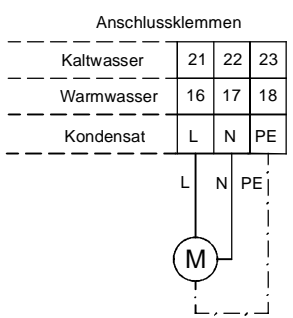 Anschlussklemmen
Kaltwasser 21 22 23
Warmwasser 16 17 18
Kondensat L N PE
L N PE
M